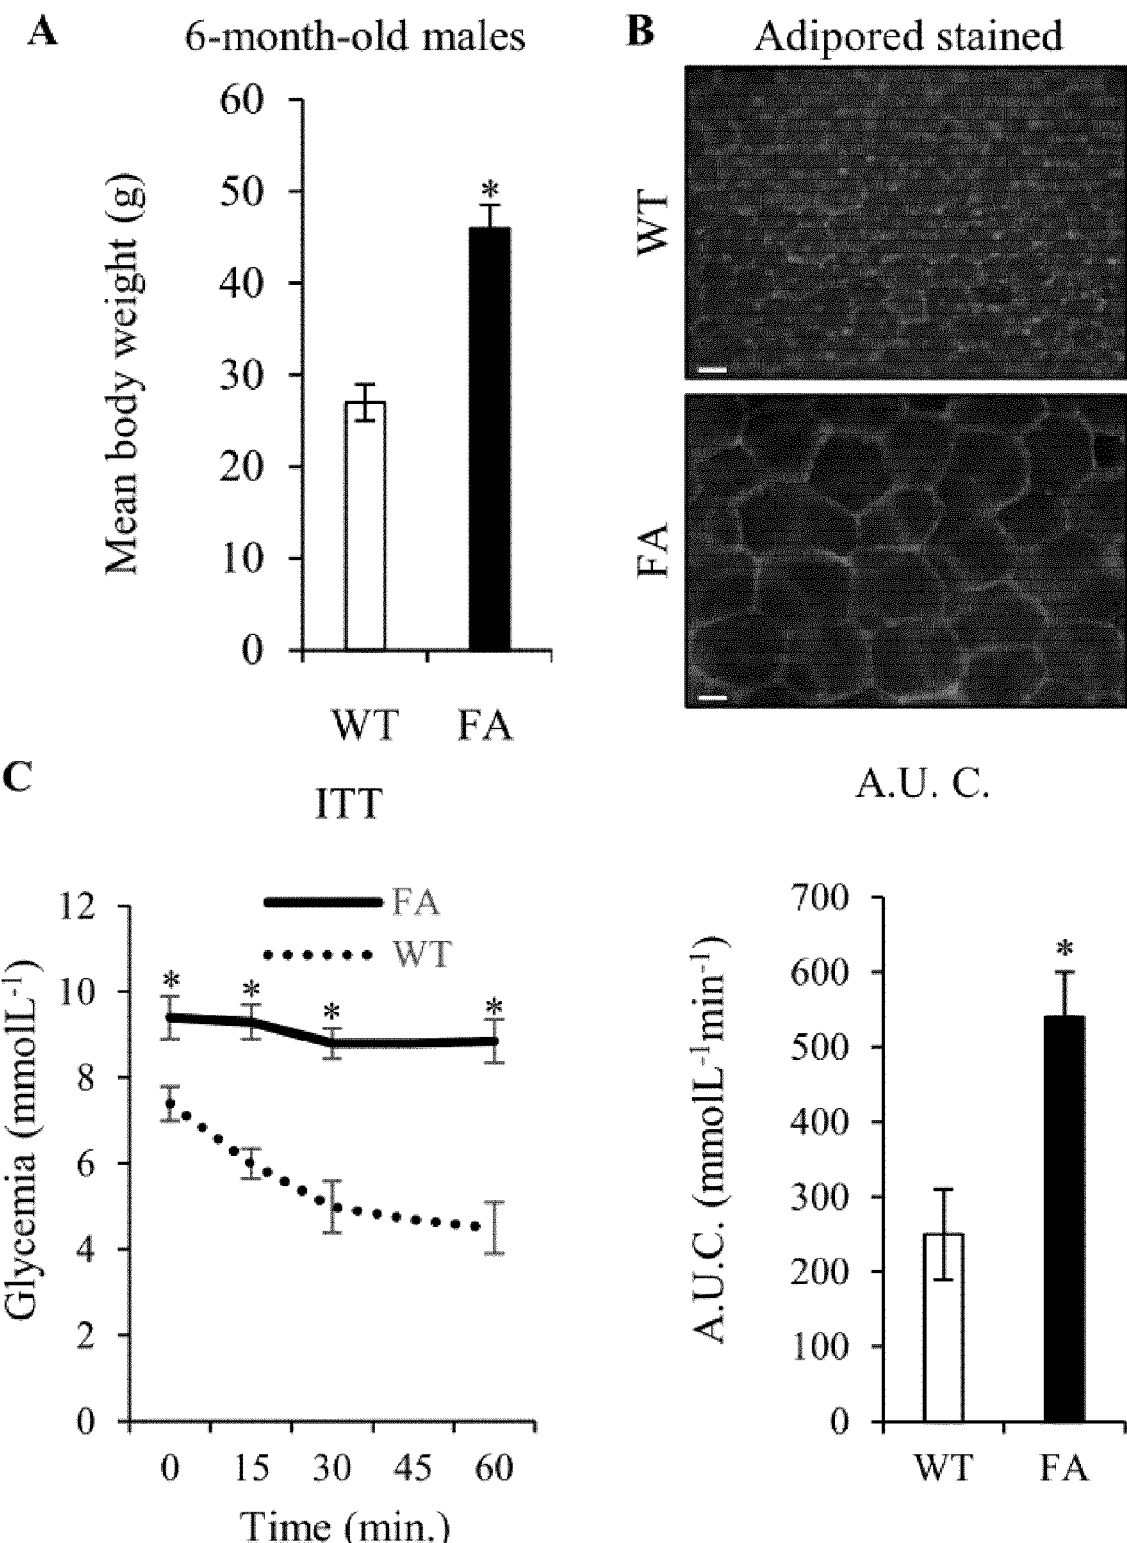 A
6-month-old males
60
50
40
30
20
10
0
Mean body weight (g)
*
WT
FA
B
Adipored stained
WT
FA
C
ITT
12
10
8
6
4
2
0
Glycemia (mmolL⁻¹)
FA
WT
* * * *
0 15 30 45 60
Time (min.)
A.U. C.
700
600
500
400
300
200
100
0
A.U.C. (mmolL⁻¹min⁻¹)
*
WT
FA